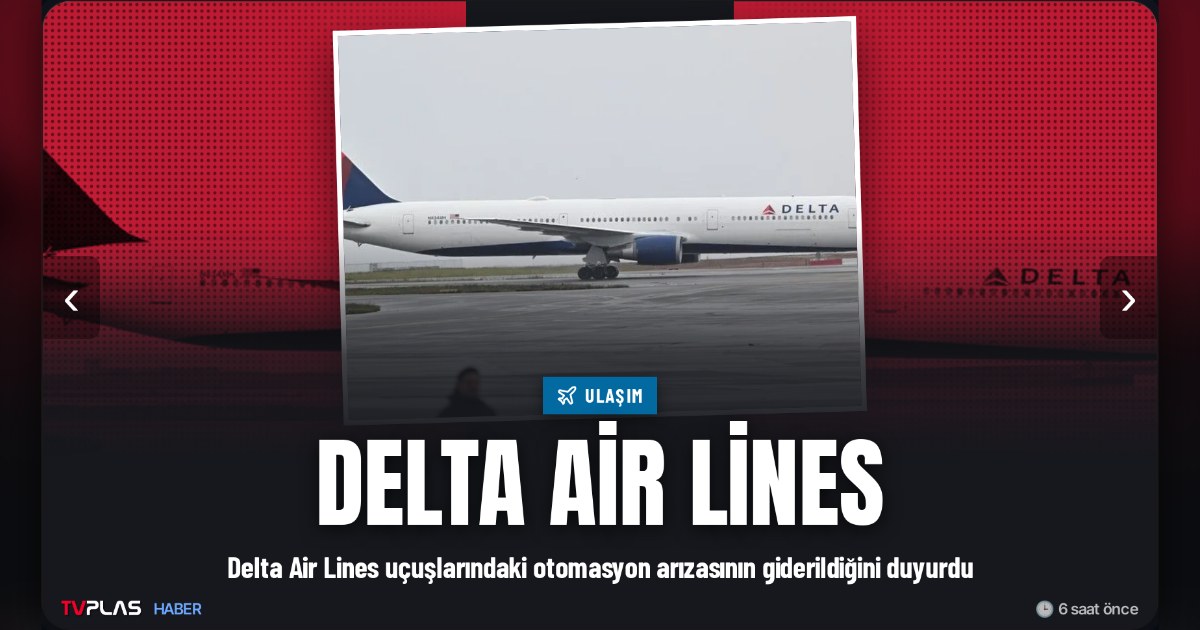 DELTA
DELTA
ULAŞIM
DELTA AİR LİNES
Delta Air Lines uçuşlarındaki otomasyon arızasının giderildiğini duyurdu
TVPLAS HABER
6 saat önce